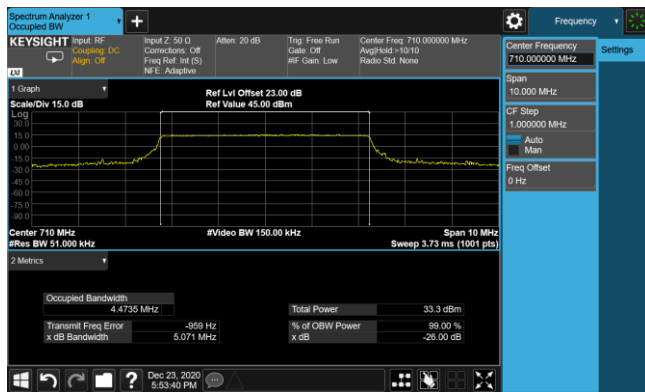 Spectrum Analyzer 1
Occupied BW
Frequency
KEYSIGHT
LXI
Input: RF
Coupling: DC
Align: Off
Input Z: 50 Ω
Corrections: Off
Freq Ref: Int (S)
NFE: Adaptive
Atten: 20 dB
Trig: Free Run
Gate: Off
#IF Gain: Low
Center Freq: 710.000000 MHz
Avg|Hold:>10/10
Radio Std: None
Center Frequency
710.000000 MHz
Settings
Span
10.000 MHz
CF Step
1.000000 MHz
Auto
Man
Freq Offset
0 Hz
1 Graph
Scale/Div 15.0 dB
Ref Lvl Offset 23.00 dB
Ref Value 45.00 dBm
Log
30.0
15.0
0.00
-15.0
-30.0
-45.0
-60.0
-75.0
-90.0
Center 710 MHz
#Video BW 150.00 kHz
Span 10 MHz
#Res BW 51.000 kHz
Sweep 3.73 ms (1001 pts)
2 Metrics
Occupied Bandwidth
4.4735 MHz
Total Power 33.3 dBm
Transmit Freq Error -959 Hz
% of OBW Power 99.00 %
x dB Bandwidth 5.071 MHz
x dB -26.00 dB
?
Dec 23, 2020
5:53:40 PM